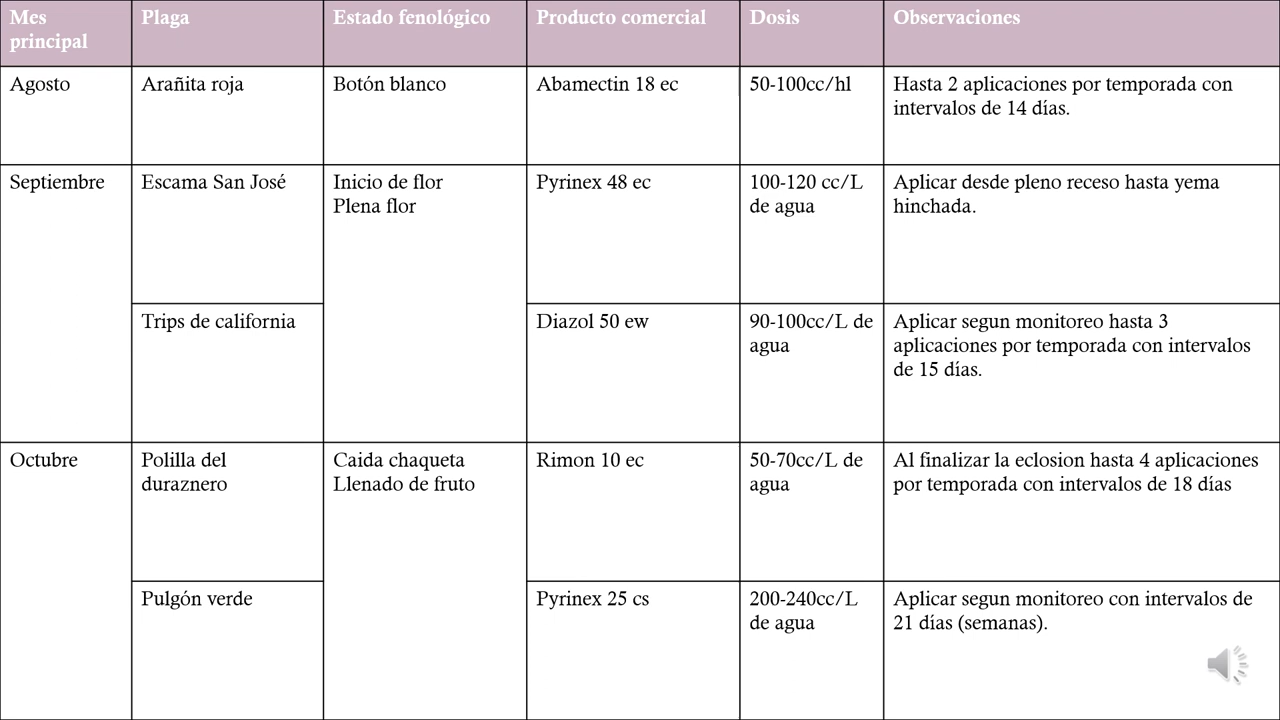 Mes
principal
Plaga
Estado fenológico
Producto comercial
Dosis
Observaciones
Agosto
Arañita roja
Botón blanco
Abamectin 18 ec
50-100cc/hl
Hasta 2 aplicaciones por temporada con
intervalos de 14 días.
Septiembre
Escama San José
Inicio de flor
Plena flor
Pyrinex 48 ec
100-120 cc/L
de agua
Aplicar desde pleno receso hasta yema
hinchada.
Trips de california
Diazol 50 ew
90-100cc/L de
agua
Aplicar segun monitoreo hasta 3
aplicaciones por temporada con intervalos
de 15 días.
Octubre
Polilla del
duraznero
Caida chaqueta
Llenado de fruto
Rimon 10 ec
50-70cc/L de
agua
Al finalizar la eclosion hasta 4 aplicaciones
por temporada con intervalos de 18 días
Pulgón verde
Pyrinex 25 cs
200-240cc/L
de agua
Aplicar segun monitoreo con intervalos de
21 días (semanas).